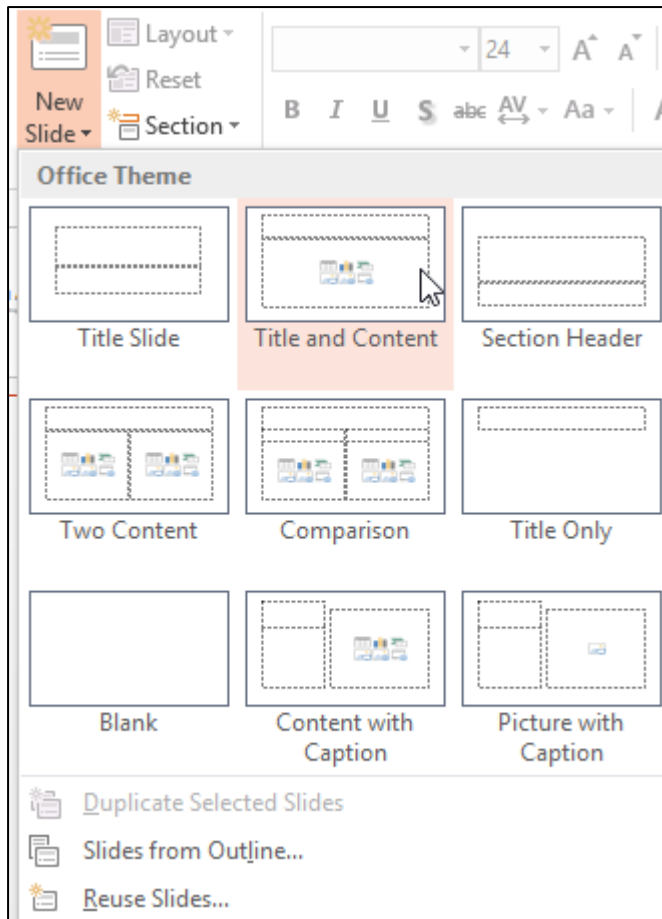 New
Slide
Layout
Reset
Section
24
A A
B I U S abc AV Aa
Office Theme
Title Slide
Title and Content
Section Header
Two Content
Comparison
Title Only
Blank
Content with
Caption
Picture with
Caption
Duplicate Selected Slides
Slides from Outline...
Reuse Slides...